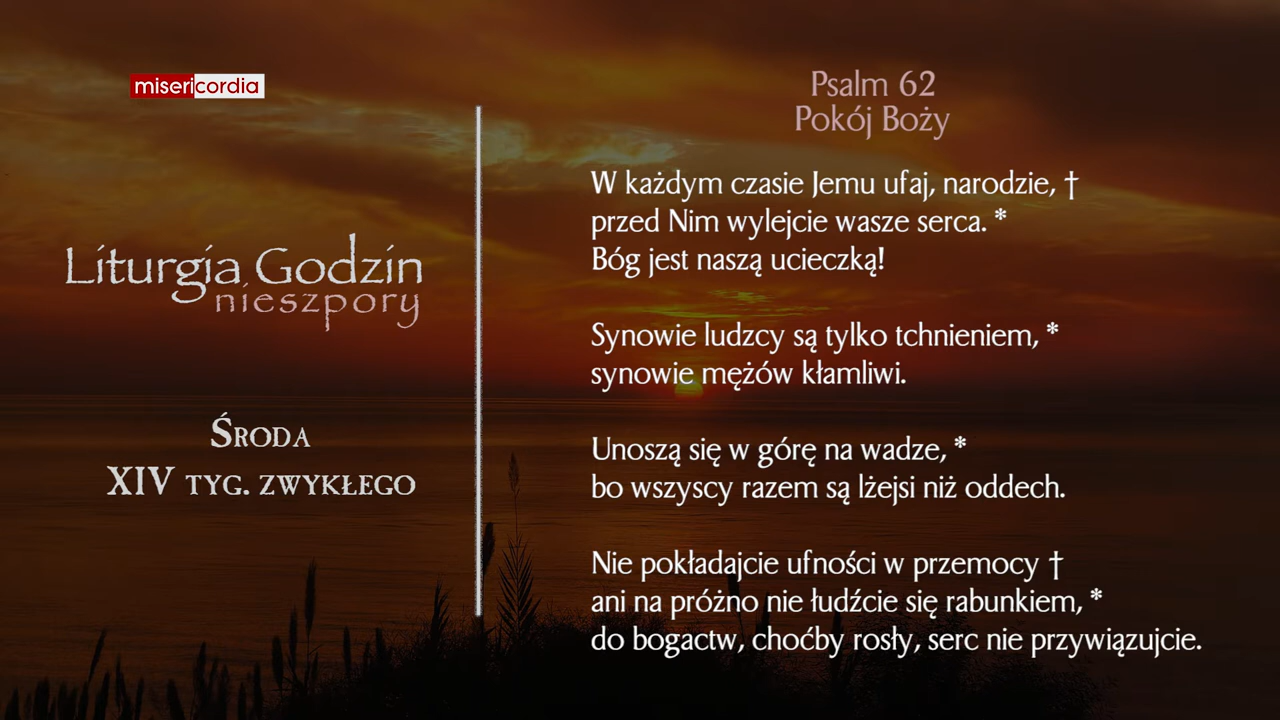 misericordia
Liturgia Godzin
nieszpory
Środa
XIV tyg. zwykłego
Psalm 62
Pokój Boży
W każdym czasie Jemu ufaj, narodzie, †
przed Nim wylejcie wasze serca. *
Bóg jest naszą ucieczką!
Synowie ludzcy są tylko tchnieniem, *
synowie mężów kłamliwi.
Unoszą się w górę na wadze, *
bo wszyscy razem są lżejsi niż oddech.
Nie pokładajcie ufności w przemocy †
ani na próżno nie łudźcie się rabunkiem, *
do bogactw, choćby rosły, serc nie przywiązujcie.